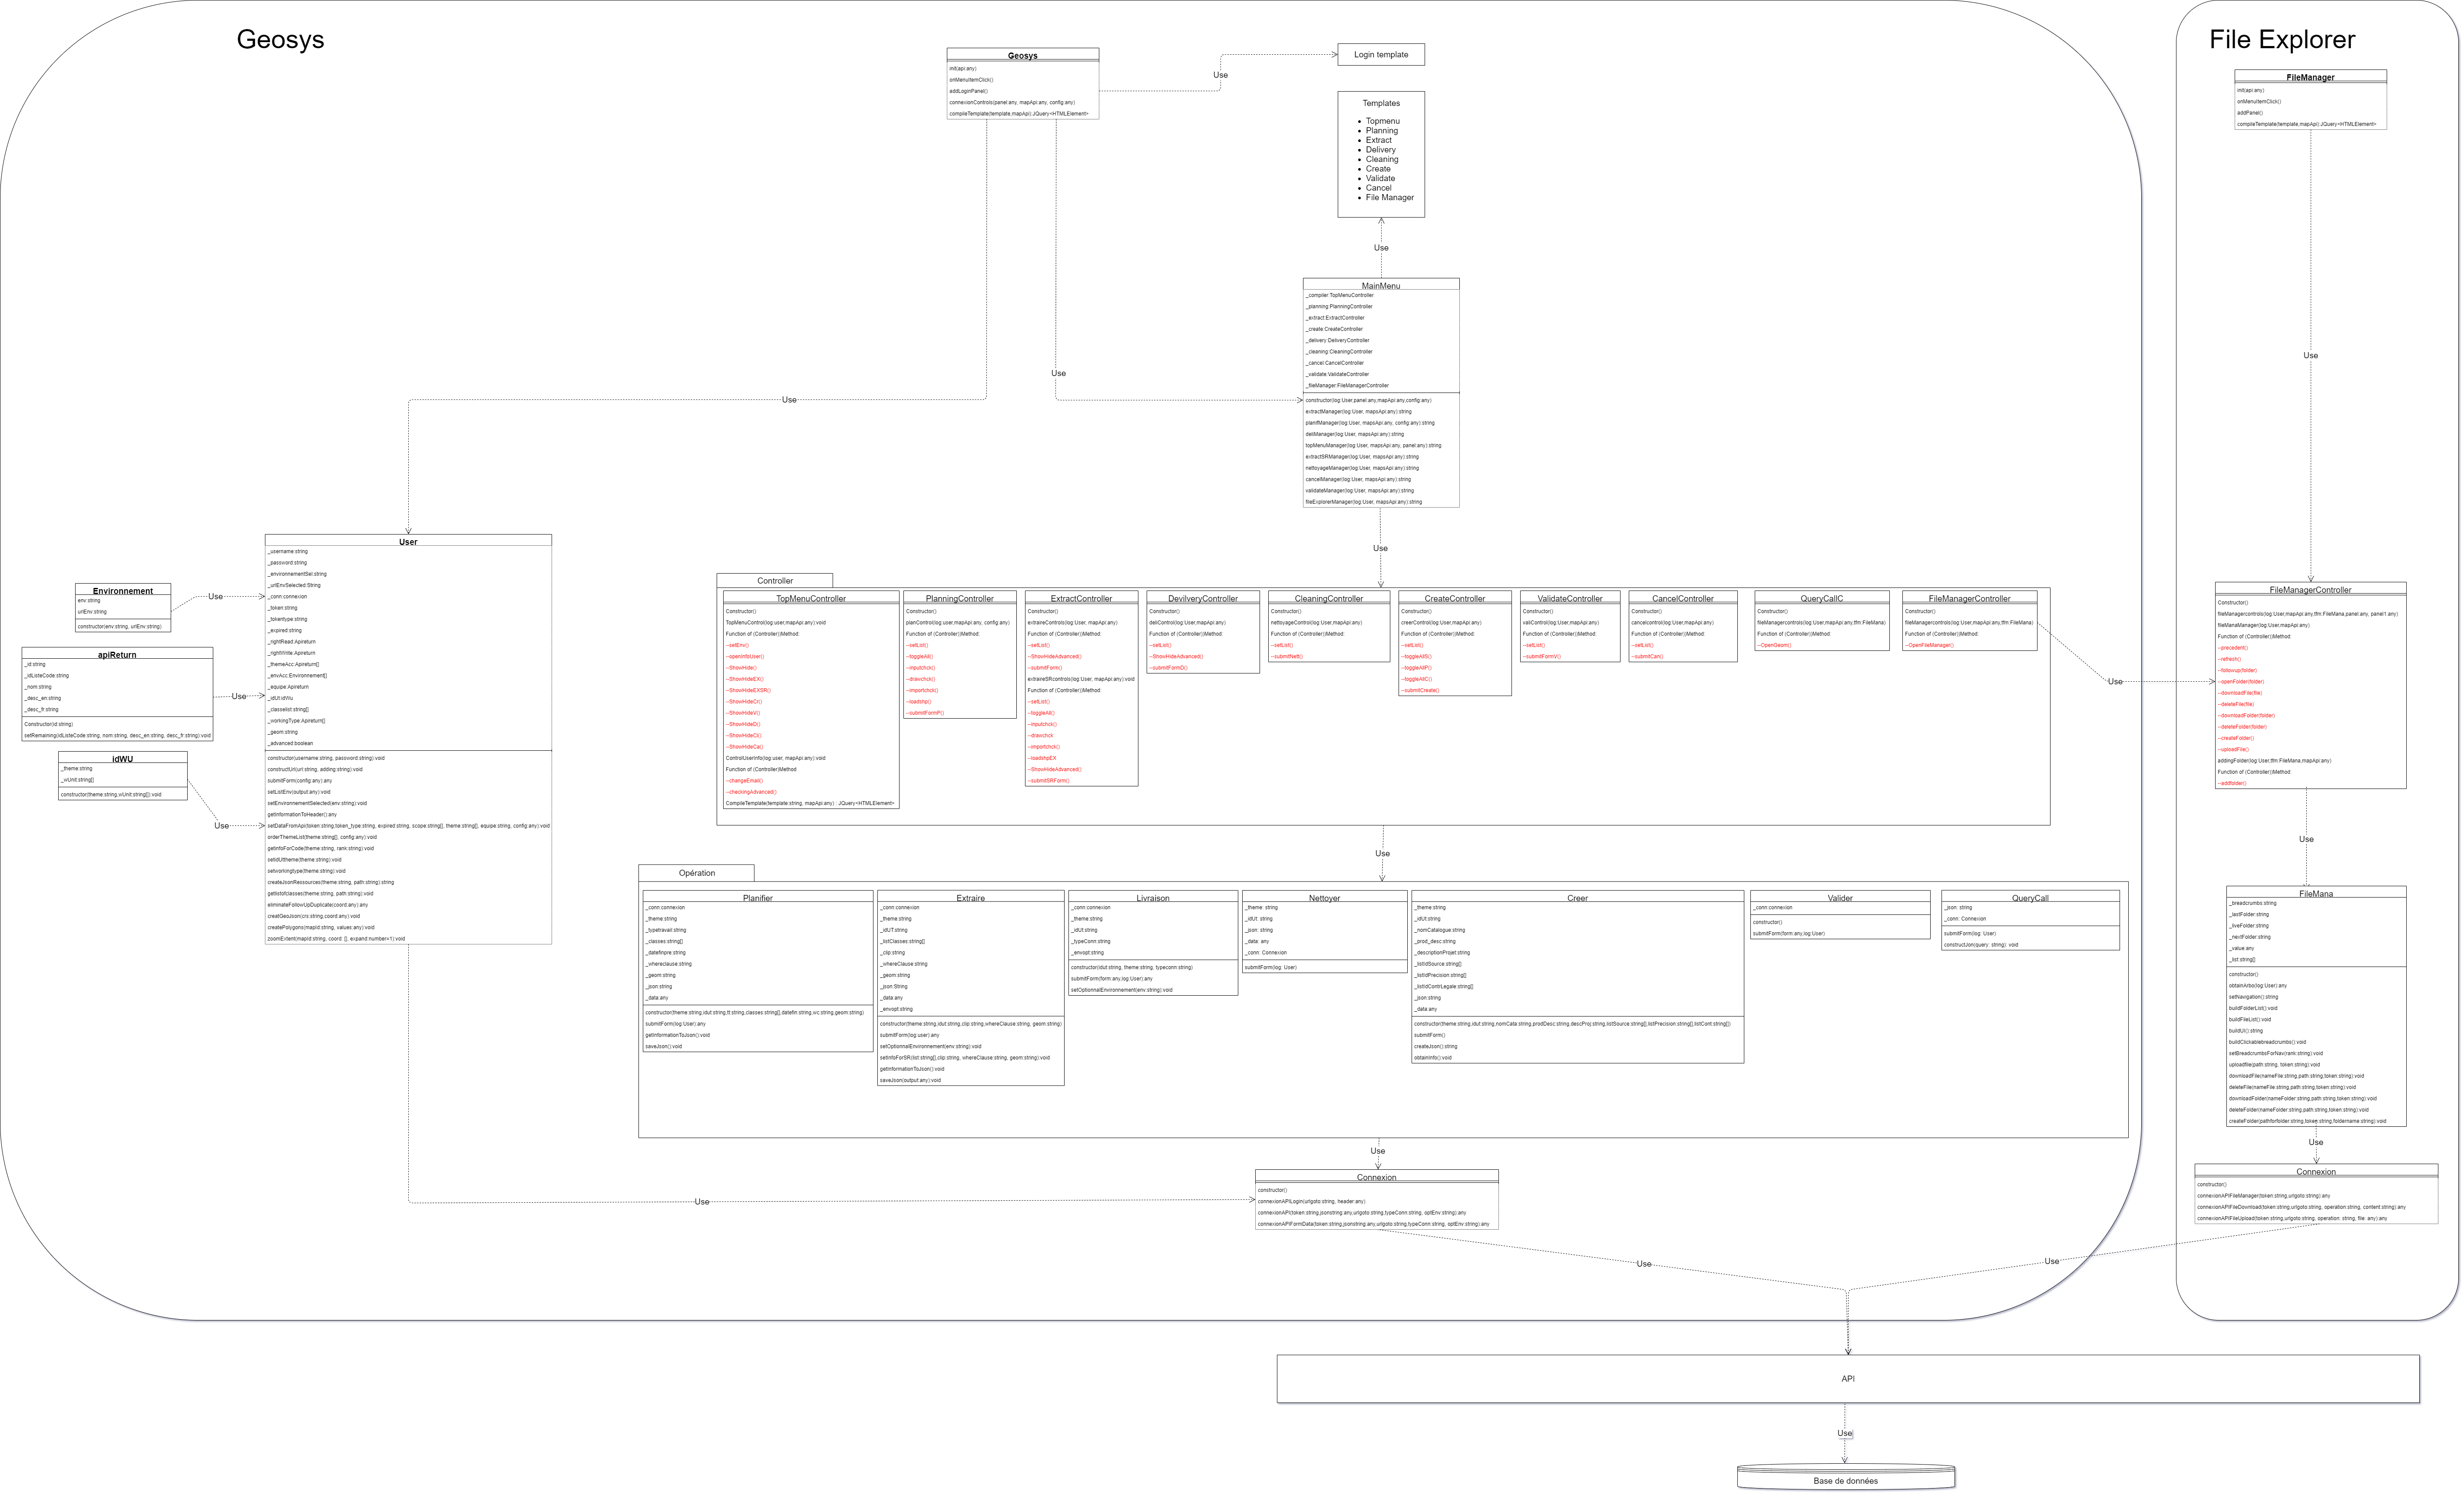 Geosys
File Explorer
Geosys
init(api:any)
onMenuItemClick()
addLoginPanel()
connexionControls(panel:any, mapApi:any, config:any)
compileTemplate(template,mapApi):JQuery<HTMLElement>
Use
Login template
Templates
Topmenu
Planning
Extract
Delivery
Cleaning
Create
Validate
Cancel
File Manager
Use
FileManager
init(api:any)
onMenuItemClick()
addPanel()
compileTemplate(template,mapApi):JQuery<HTMLElement>
Use
Use
Use
MainMenu
_compiler:TopMenuController
_planning:PlanningController
_extract:ExtractController
_create:CreateController
_delivery:DeliveryController
_cleaning:CleaningController
_cancel:CancelController
_validate:ValidateController
_fileManager:FileManagerController
constructor(log:User,panel:any,mapApi:any,config:any)
extractManager(log:User, mapsApi:any):string
planifManager(log:User, mapsApi:any, config:any):string
deliManager(log:User, mapsApi:any):string
topMenuManager(log:User, mapsApi:any, panel:any):string
extractSRManager(log:User, mapsApi:any):string
nettoyageManager(log:User, mapsApi:any):string
cancelManager(log:User, mapsApi:any):string
validateManager(log:User, mapsApi:any):string
fileExplorerManager(log:User, mapsApi:any):string
Use
Environnement
env:string
urlEnv:string
constructor(env:string, urlEnv:string)
Use
apiReturn
_id:string
_idListeCode:string
_nom:string
_desc_en:string
_desc_fr:string
Constructor(id:string)
setRemaining(idListeCode:string, nom:string, desc_en:string, desc_fr:string):void
Use
idWU
_theme:string
_wUnit:string[]
constructor(theme:string,wUnit:string[]):void
Use
User
_username:string
_password:string
_environnementSel:string
_urlEnvSelected:String
_conn:connexion
_token:string
_tokentype:string
_expired:string
_rightRead:Apireturn
_rightWrite:Apireturn
_themeAcc:Apireturn[]
_envAcc:Environnement[]
_equipe:Apireturn
_idUt:idWu
_classelist:string[]
_workingType:Apireturn[]
_geom:string
_advanced:boolean
constructor(username:string, password:string):void
constructUrl(url:string, adding:string):void
submitForm(config:any):any
setListEnv(output:any):void
setEnvironnementSelected(env:string):void
getInformationToHeader():any
setDataFromApi(token:string,token_type:string, expired:string, scope:string[], theme:string[], equipe:string, config:any):void
orderThemeList(theme:string[], config:any):void
getInfoForCode(theme:string, rank:string):void
setidUttheme(theme:string):void
setworkingtype(theme:string):void
createJsonRessources(theme:string, path:string):string
getlistofclasses(theme:string, path:string):void
eliminateFollowUpDuplicate(coord:any):any
creatGeoJson(crs:string,coord:any):void
createPolygons(mapid:string, values:any):void
zoomExtent(mapid:string, coord: [], expand:number=1):void
Controller
TopMenuController
Constructor()
TopMenuControl(log:user,mapApi:any):void
Function of (Controller)Method:
--setEnv()
--openInfoUser()
--ShowHide()
--ShowHideEX()
--ShowHideEXSR()
--ShowHideCr()
--ShowHideV()
--ShowHideD()
--ShowHideCl()
--ShowHideCa()
ControlUserInfo(log:user, mapApi:any):void
Function of (Controller)Method
--changeEmail()
--checkingAdvanced()
CompileTemplate(template:string, mapApi:any) : JQuery<HTMLElement>
PlanningController
Constructor()
planControl(log:user,mapApi:any, config:any)
Function of (Controller)Method:
--setList()
--toggleAll()
--inputchck()
--drawchck()
--importchck()
--loadshp()
--submitFormP()
ExtractController
Constructor()
extraireControls(log:User, mapApi:any)
Function of (Controller)Method:
--setList()
--ShowHideAdvanced()
--submitForm()
extraireSRcontrols(log:User, mapApi:any):void
Function of (Controller)Method:
--setList()
--toggleAll()
--inputchck()
--drawchck
--importchck()
--loadshpEX
--ShowHideAdvanced()
--submitSRForm()
DevilveryController
Constructor()
deliControl(log:User,mapApi:any)
Function of (Controller)Method:
--setList()
--ShowHideAdvanced()
--submitFormD()
CleaningController
Constructor()
nettoyageControl(log:User,mapApi:any)
Function of (Controller)Method:
--setList()
--submitNett()
CreateController
Constructor()
creerControl(log:User,mapApi:any)
Function of (Controller)Method:
--setList()
--toggleAllS()
--toggleAllP()
--toggleAllC()
--submitCreate()
ValidateController
Constructor()
valiControl(log:User,mapApi:any)
Function of (Controller)Method:
--setList()
--submitFormV()
CancelController
Constructor()
cancelcontrol(log:User,mapApi:any)
Function of (Controller)Method:
--setList()
--submitCan()
QueryCallC
Constructor()
fileManagercontrols(log:User,mapApi:any,tfm:FileMana)
Function of (Controller)Method:
--OpenGeom()
FileManagerController
Constructor()
fileManagercontrols(log:User,mapApi:any,tfm:FileMana)
Function of (Controller)Method:
--OpenFileManager()
Use
FileManagerController
Constructor()
fileManagercontrols(log:User,mapApi:any,tfm:FileMana,panel:any, panel1:any)
fileManaManager(log:User,mapApi:any)
Function of (Controller)Method:
--precedent()
--refresh()
--followup(folder)
--openFolder(folder)
--downloadFile(file)
--deleteFile(file)
--downloadFolder(folder)
--deleteFolder(folder)
--createFolder()
--uploadFile()
addingFolder(log:User,tfm:FileMana,mapApi:any)
Function of (Controller)Method:
--addfolder()
Use
Use
Opération
Planifier
_conn:connexion
_theme:string
_typetravail:string
_classes:string[]
_datefinpre:string
_whereclause:string
_geom:string
_json:string
_data:any
constructor(theme:string,idut:string,tt:string,classes:string[],datefin:string,wc:string,geom:string)
submitForm(log:User):any
getInformationToJson():void
saveJson():void
Extraire
_conn:connexion
_theme:string
_idUT:string
_listClasses:string[]
_clip:string
_whereClause:string
_geom:string
_json:String
_data:any
_envopt:string
constructor(theme:string,idut:string,clip:string,whereClause:string, geom:string)
submitForm(log:user):any
setOptionnalEnvironement(env:string):void
setInfoForSR(list:string[],clip:string, whereClause:string, geom:string):void
getInformationToJson():void
saveJson(output:any):void
Livraison
_conn:connexion
_theme:string
_idUt:string
_typeConn:string
_envopt:string
constructor(idut:string, theme:string, typeconn:string)
submitForm(form:any,log:User):any
setOptionnalEnvironement(env:string):void
Nettoyer
_theme: string
_idUt: string
_json: string
_data: any
_conn: Connexion
submitForm(log: User)
Creer
_theme:string
_idUt:string
_nomCatalogue:string
_prod_desc:string
_descriptionProjet:string
_listIdSource:string[]
_listIdPrecision:string[]
_listIdContrLegale:string[]
_json:string
_data:any
constructor(theme:string,idut:string,nomCata:string,prodDesc:string,descProj:string,listSource:string[],listPrecision:string[],listCont:string[]):
submitForm()
createJson():string
obtainInfo():void
Valider
_conn:connexion
constructor()
submitForm(form:any,log:User)
QueryCall
_json: string
_conn: Connexion
submitForm(log: User)
constructJon(query: string): void
FileMana
_breadcrumbs:string
_lastFolder:string
_liveFolder:string
_nextFolder:string
_value:any
_list:string[]
constructor()
obtainArbo(log:User):any
setNavigation():string
buildFolderList():void
buildFileList():void
buildUI():string
buildClickablebreadcrumbs():void
setBreadcrumbsForNav(rank:string):void
uploadfile(path:string, token:string):void
downloadFile(nameFile:string,path:string,token:string):void
deleteFile(nameFile:string,path:string,token:string):void
downloadFolder(nameFolder:string,path:string,token:string):void
deleteFolder(nameFolder:string,path:string,token:string):void
createFolder(pathforfolder:string,token:string,foldername:string):void
Use
Use
Use
Connexion
constructor()
connexionAPILogin(urlgoto:string, header:any)
connexionAPI(token:string,jsonstring:any,urlgoto:string,typeConn:string, optEnv:string):any
connexionAPIFormData(token:string,jsonstring:any,urlgoto:string,typeConn:string, optEnv:string):any
Connexion
constructor()
connexionAPIFileManager(token:string,urlgoto:string):any
connexionAPIFileDownload(token:string,urlgoto:string, operation:string, content:string):any
connexionAPIFileUpload(token:string,urlgoto:string, operation: string, file: any):any
Use
Use
API
Use
Base de données